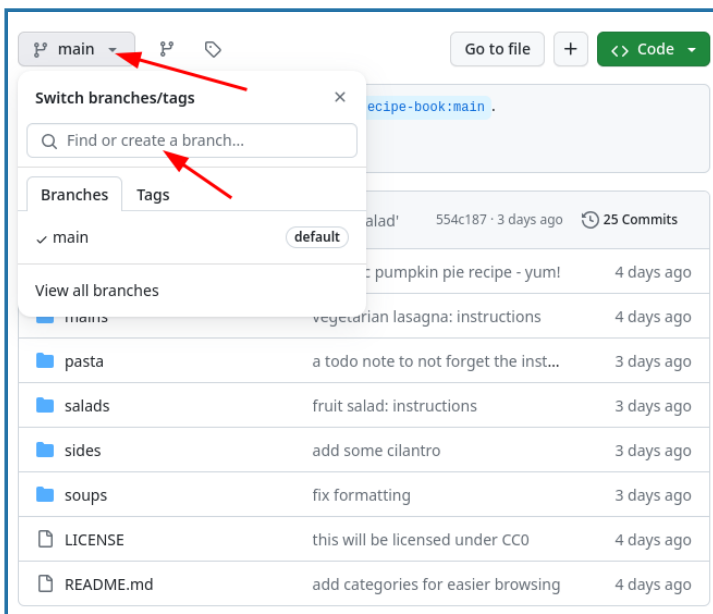 main
Go to file
Code
Switch branches/tags
ecipe-book:main.
Find or create a branch...
Branches Tags
main default
alad' 554c187 · 3 days ago 25 Commits
View all branches
c pumpkin pie recipe - yum! 4 days ago
mains vegetarian lasagna: instructions 4 days ago
pasta a todo note to not forget the inst... 3 days ago
salads fruit salad: instructions 3 days ago
sides add some cilantro 3 days ago
soups fix formatting 3 days ago
LICENSE this will be licensed under CC0 4 days ago
README.md add categories for easier browsing 4 days ago